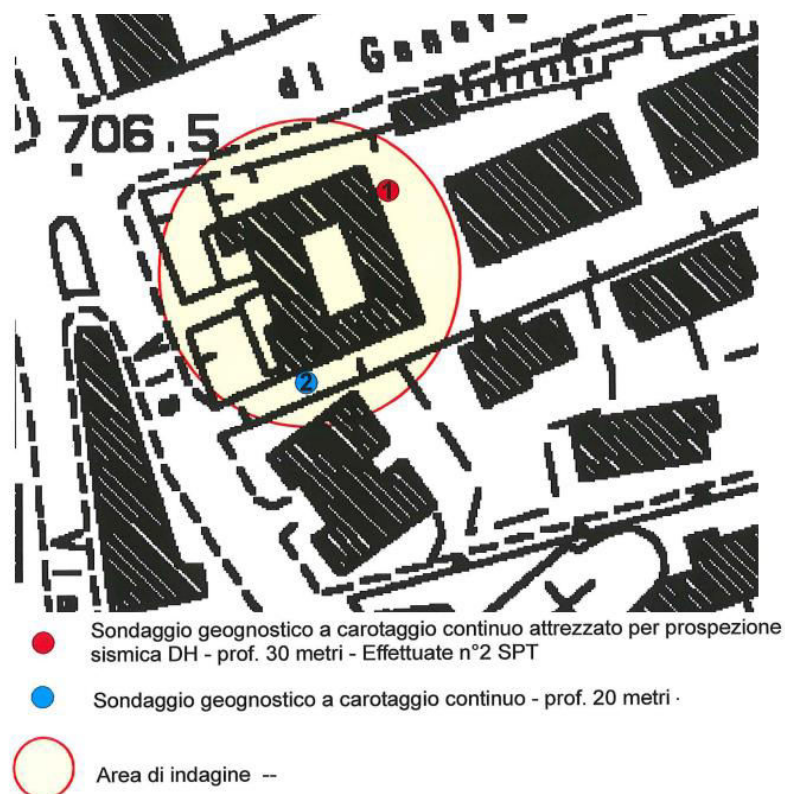 di Genova
706.5
1
2
Sondaggio geognostico a carotaggio continuo attrezzato per prospezione
sismica DH - prof. 30 metri - Effettuate n°2 SPT
Sondaggio geognostico a carotaggio continuo - prof. 20 metri ·
Area di indagine --